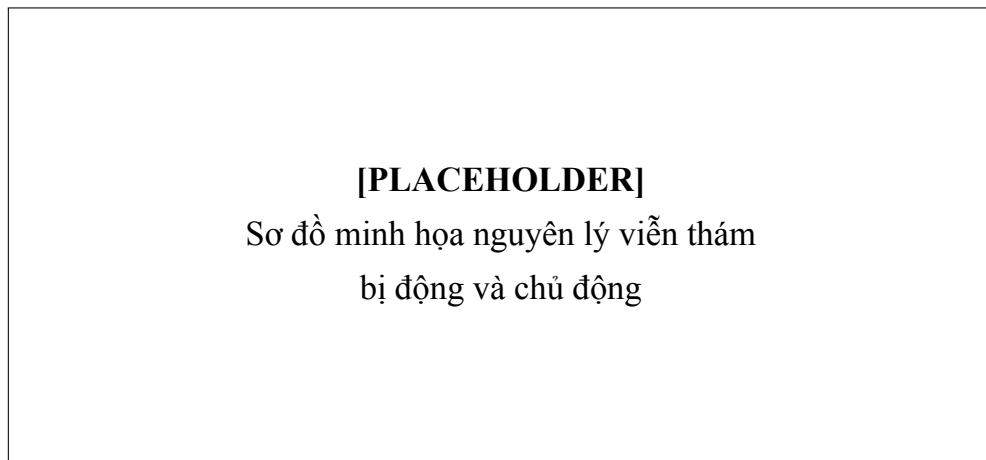 [PLACEHOLDER]
Sơ đồ minh họa nguyên lý viễn thám
bị động và chủ động